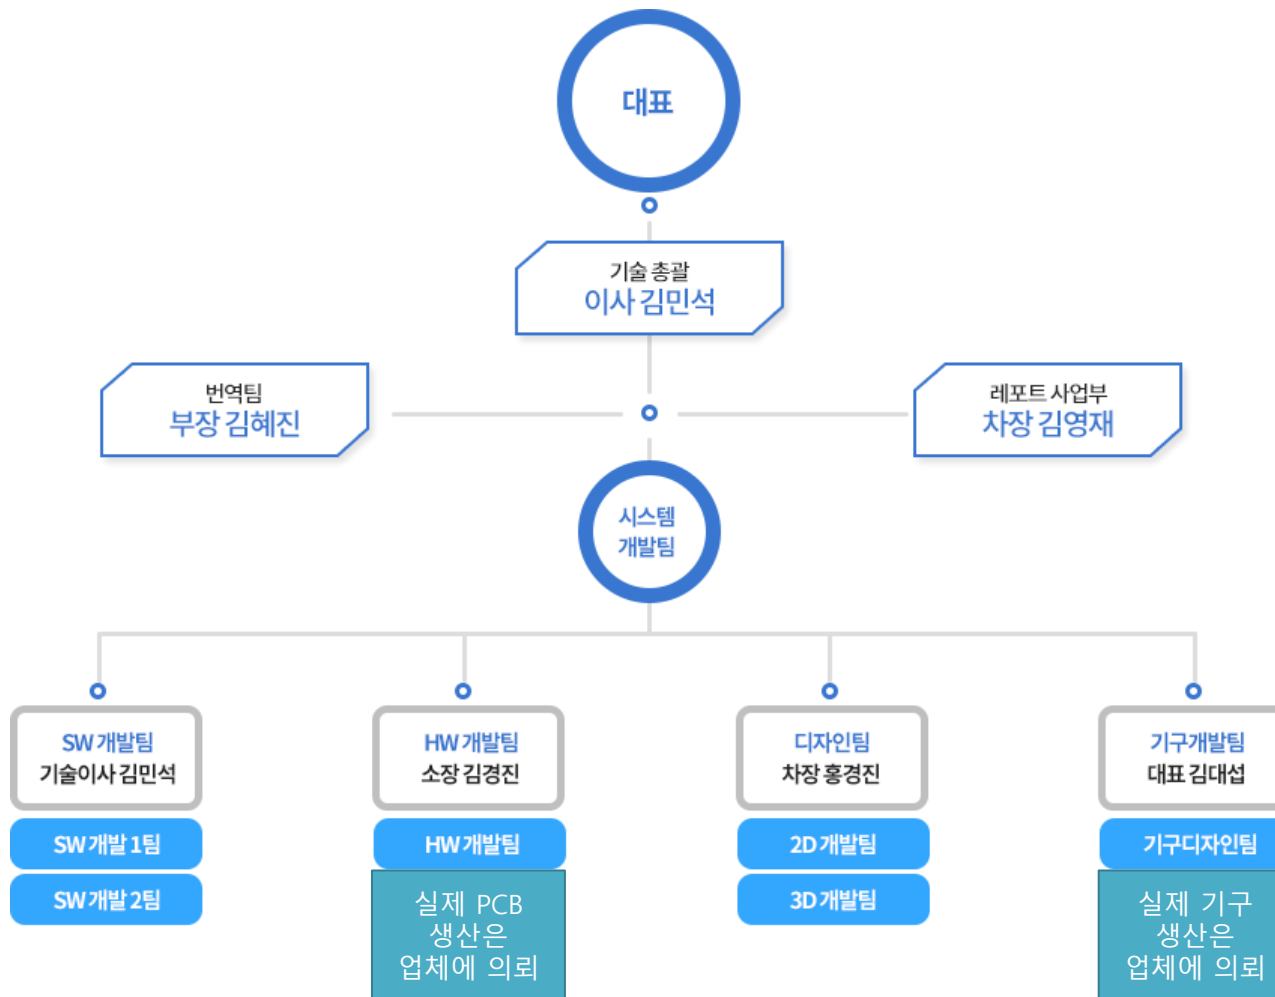 대표
기술 총괄
이사 김민석
번역팀
부장 김혜진
레포트 사업부
차장 김영재
시스템
개발팀
SW 개발팀
기술이사 김민석
SW 개발 1팀
SW 개발 2팀
HW 개발팀
소장 김경진
HW 개발팀
실제 PCB
생산은
업체에 의뢰
디자인팀
차장 홍경진
2D 개발팀
3D 개발팀
기구개발팀
대표 김대섭
기구디자인팀
실제 기구
생산은
업체에 의뢰